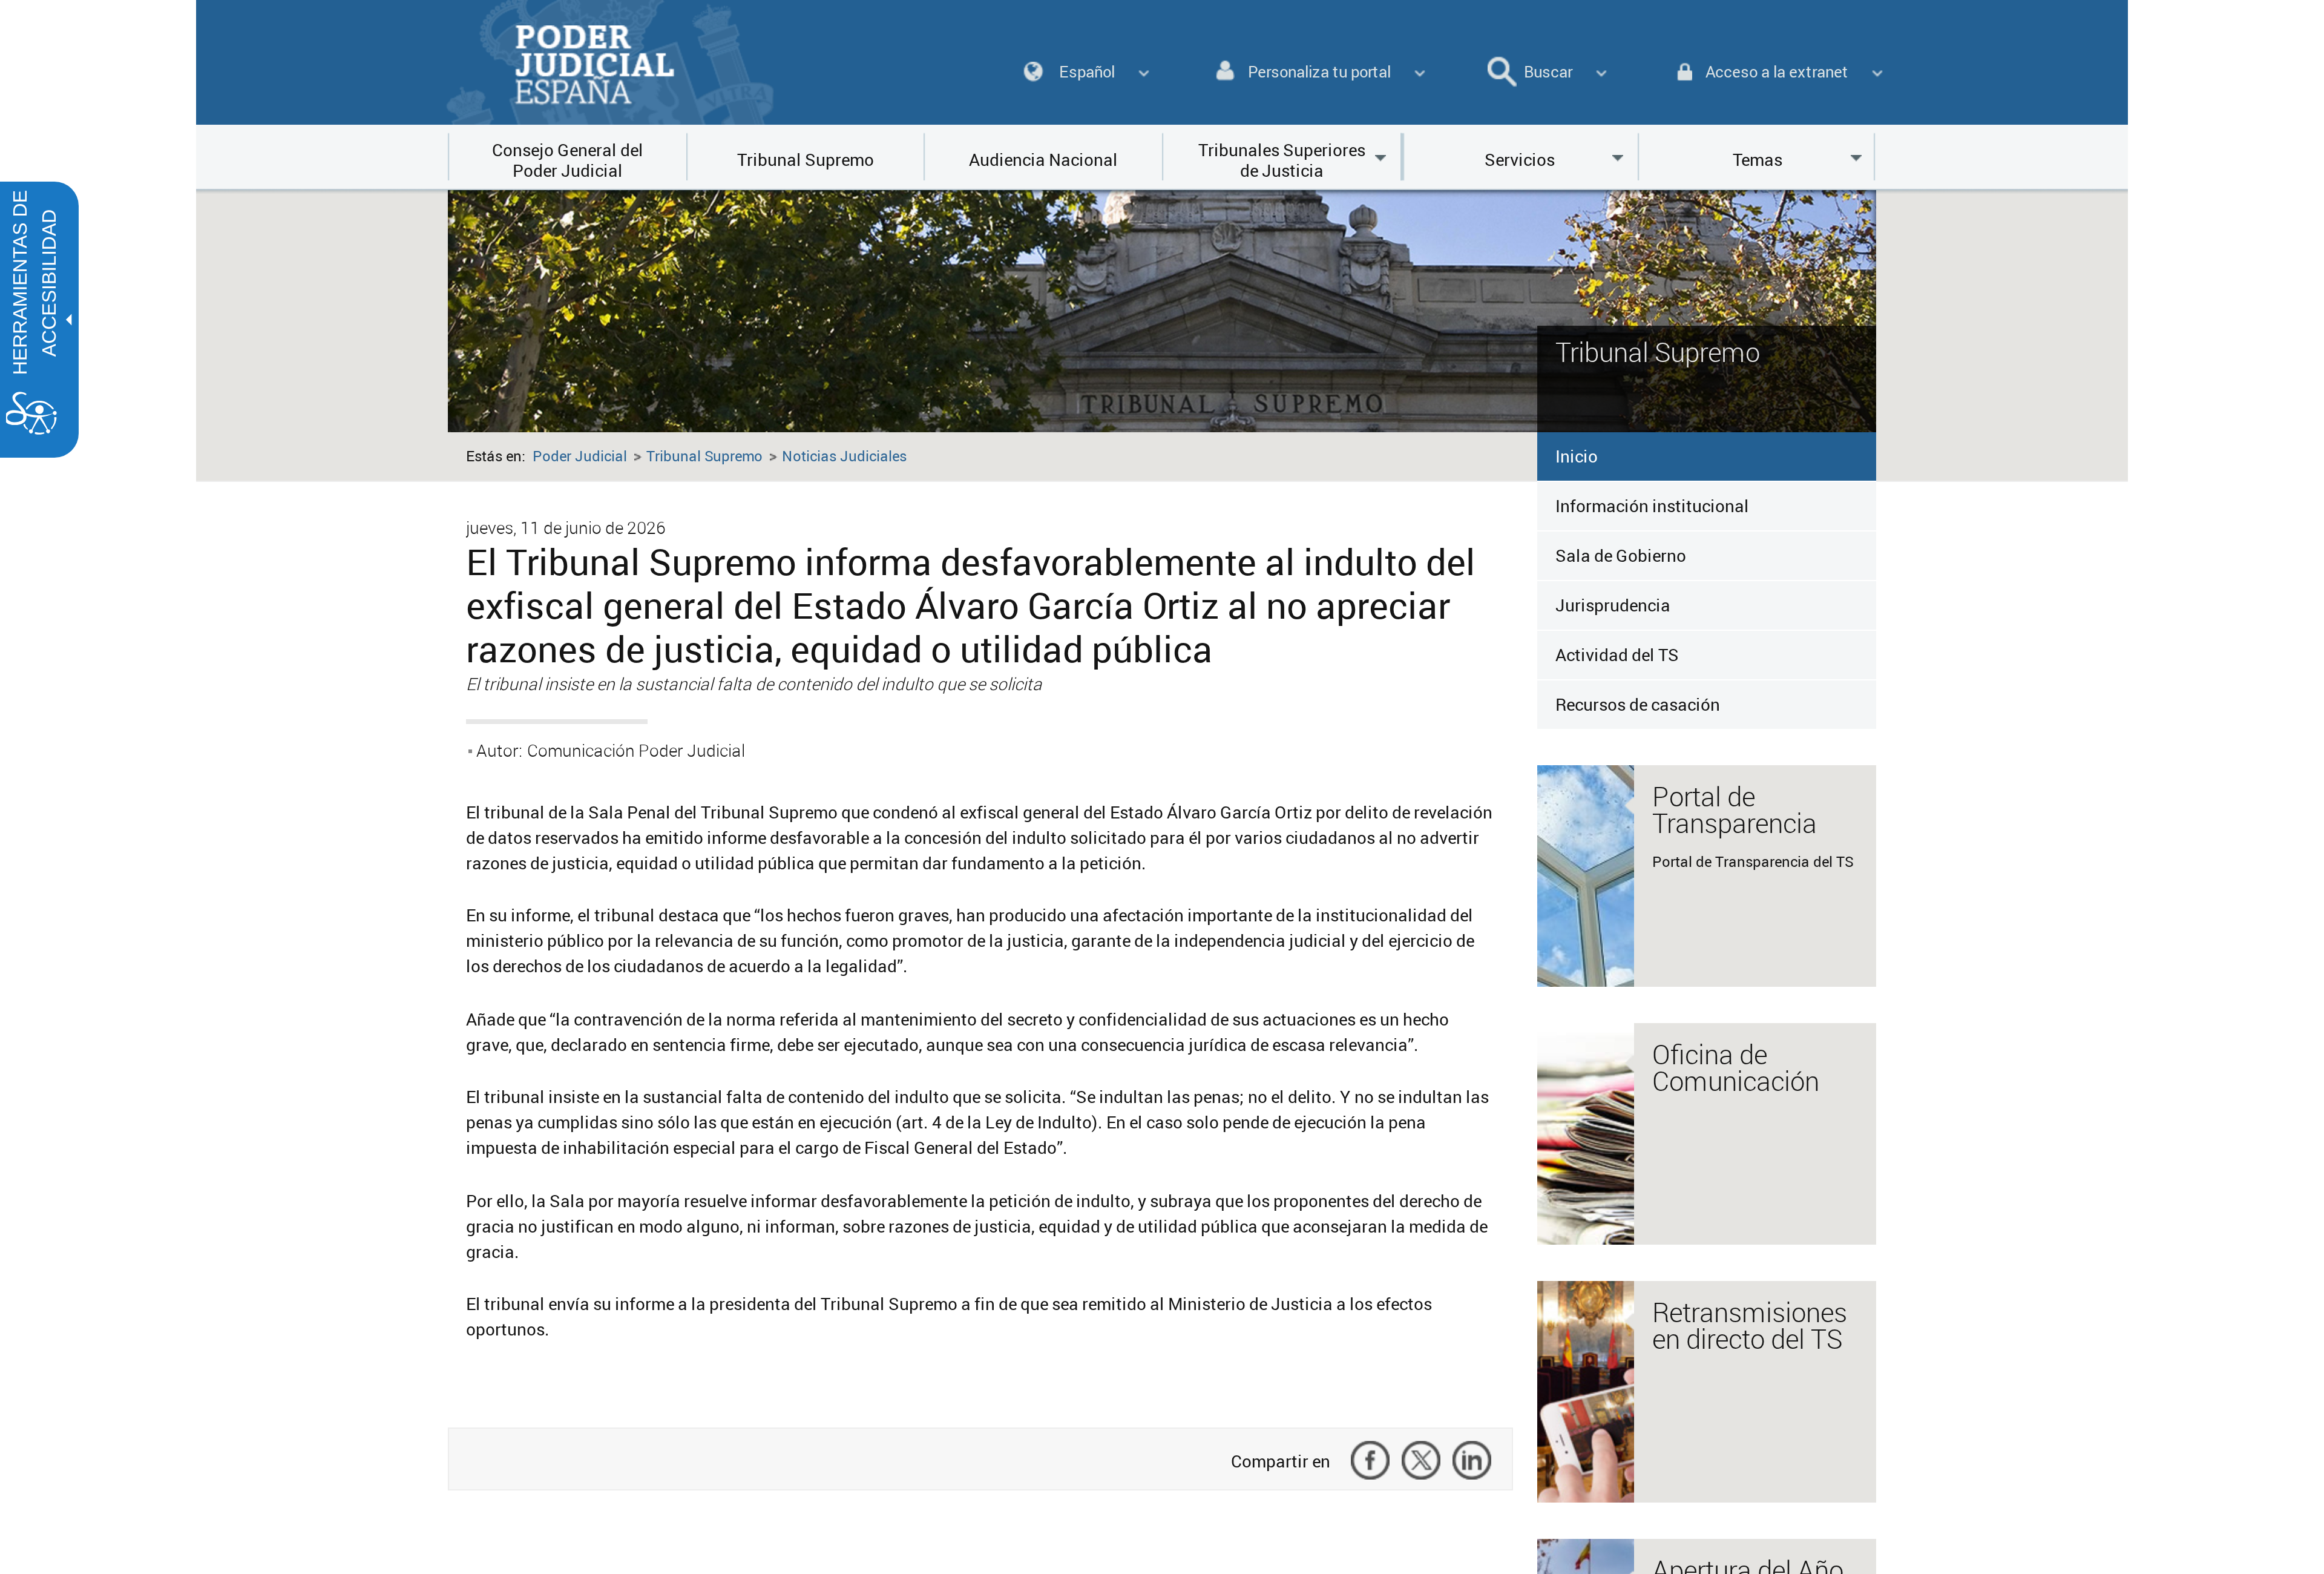 PODER
JUDICIAL
ESPAÑA
VLTRA
Español
Personaliza tu portal
Buscar
Acceso a la extranet
Consejo General del
Poder Judicial
Tribunal Supremo
Audiencia Nacional
Tribunales Superiores
de Justicia
Servicios
Temas
HERRAMIENTAS DE
ACCESIBILIDAD
TRIBUNAL SUPREMO
Tribunal Supremo
Estás en: Poder Judicial > Tribunal Supremo > Noticias Judiciales
Inicio
Información institucional
Sala de Gobierno
Jurisprudencia
Actividad del TS
Recursos de casación
jueves, 11 de junio de 2026
El Tribunal Supremo informa desfavorablemente al indulto del
exfiscal general del Estado Álvaro García Ortiz al no apreciar
razones de justicia, equidad o utilidad pública
El tribunal insiste en la sustancial falta de contenido del indulto que se solicita
Autor: Comunicación Poder Judicial
El tribunal de la Sala Penal del Tribunal Supremo que condenó al exfiscal general del Estado Álvaro García Ortiz por delito de revelación
de datos reservados ha emitido informe desfavorable a la concesión del indulto solicitado para él por varios ciudadanos al no advertir
razones de justicia, equidad o utilidad pública que permitan dar fundamento a la petición.
En su informe, el tribunal destaca que “los hechos fueron graves, han producido una afectación importante de la institucionalidad del
ministerio público por la relevancia de su función, como promotor de la justicia, garante de la independencia judicial y del ejercicio de
los derechos de los ciudadanos de acuerdo a la legalidad”.
Añade que “la contravención de la norma referida al mantenimiento del secreto y confidencialidad de sus actuaciones es un hecho
grave, que, declarado en sentencia firme, debe ser ejecutado, aunque sea con una consecuencia jurídica de escasa relevancia”.
El tribunal insiste en la sustancial falta de contenido del indulto que se solicita. “Se indultan las penas; no el delito. Y no se indultan las
penas ya cumplidas sino sólo las que están en ejecución (art. 4 de la Ley de Indulto). En el caso solo pende de ejecución la pena
impuesta de inhabilitación especial para el cargo de Fiscal General del Estado”.
Por ello, la Sala por mayoría resuelve informar desfavorablemente la petición de indulto, y subraya que los proponentes del derecho de
gracia no justifican en modo alguno, ni informan, sobre razones de justicia, equidad y de utilidad pública que aconsejaran la medida de
gracia.
El tribunal envía su informe a la presidenta del Tribunal Supremo a fin de que sea remitido al Ministerio de Justicia a los efectos
oportunos.
Compartir en
Portal de
Transparencia
Portal de Transparencia del TS
Oficina de
Comunicación
Retransmisiones
en directo del TS
Apertura del Año